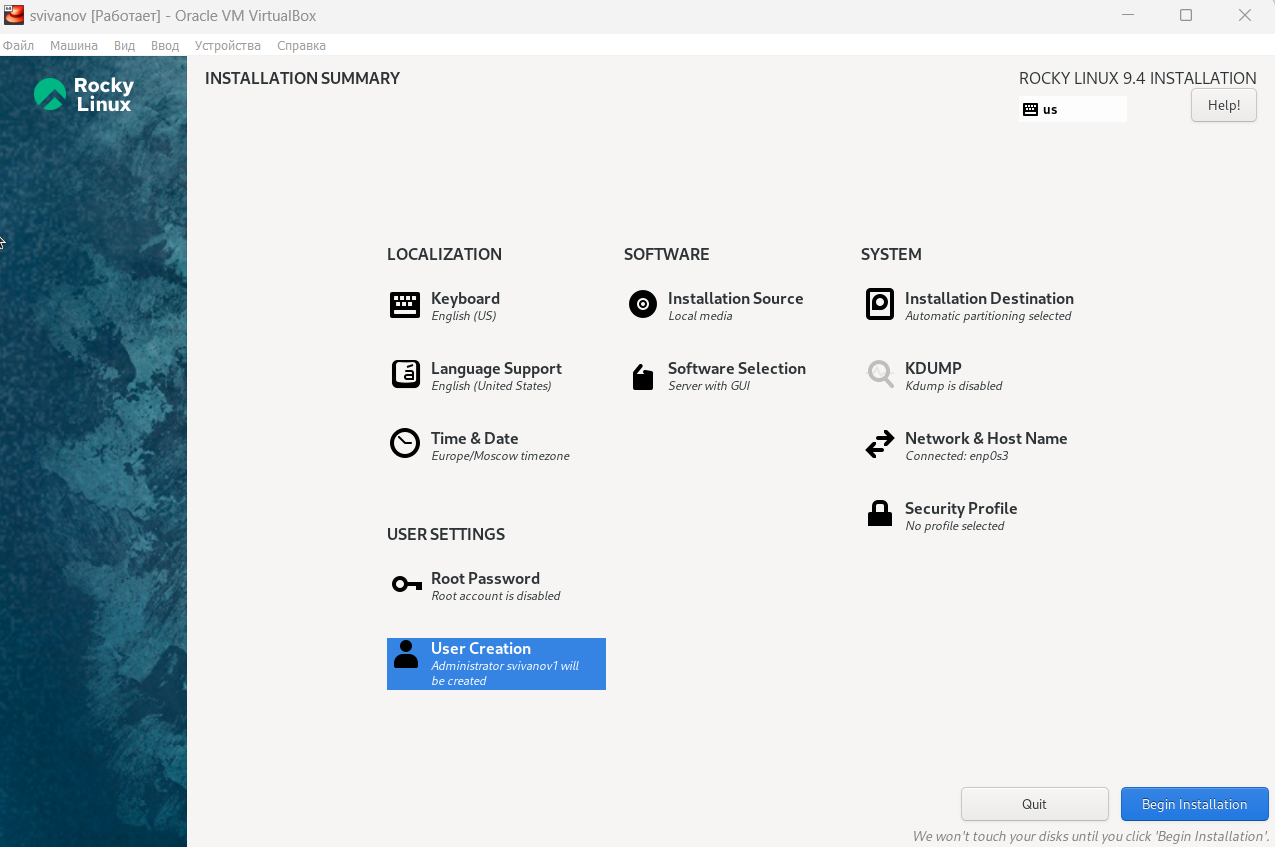 svivanov [Работает] - Oracle VM VirtualBox
Файл Машина Вид Ввод Устройства Справка
Rocky
Linux
INSTALLATION SUMMARY
ROCKY LINUX 9.4 INSTALLATION
us
Help!
LOCALIZATION
Keyboard
English (US)
Language Support
English (United States)
Time & Date
Europe/Moscow timezone
SOFTWARE
Installation Source
Local media
Software Selection
Server with GUI
SYSTEM
Installation Destination
Automatic partitioning selected
KDUMP
Kdump is disabled
Network & Host Name
Connected: enp0s3
Security Profile
No profile selected
USER SETTINGS
Root Password
Root account is disabled
User Creation
Administrator svivanov1 will
be created
Quit
Begin Installation
We won't touch your disks until you click 'Begin Installation'.